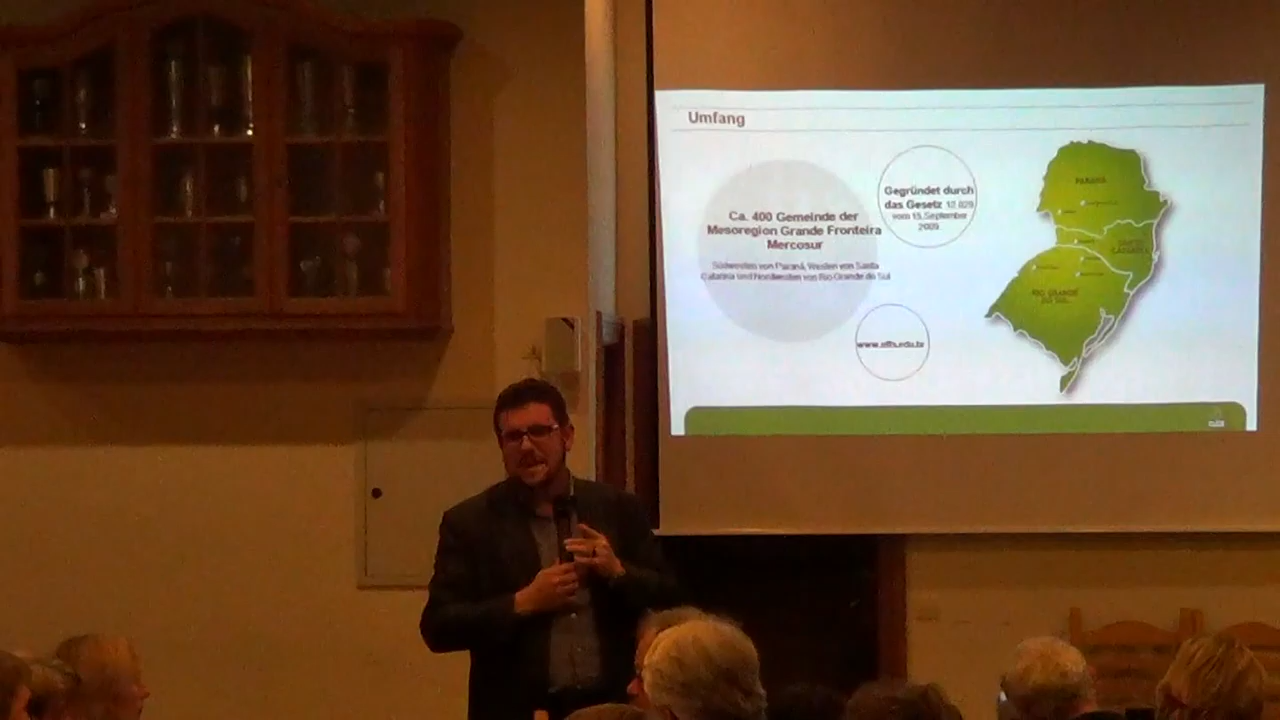 Umfang
Ca. 400 Gemeinde der
Mesoregion Grande Fronteira
Mercosur
Südwesten von Paraná, Westen von Santa
Catarina und Nordwesten von Rio Grande do Sul
Gegründet durch
das Gesetz 12.029
vom 15.September
2009.
www.uffs.edu.br
PARANÁ
SANTA
CATARINA
RIO GRANDE
DO SUL